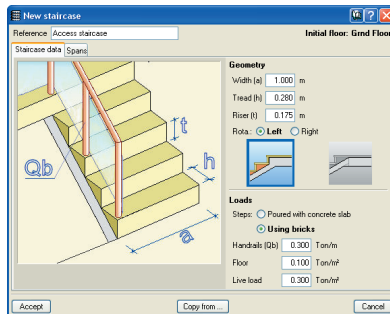 New staircase
Reference Access staircase Initial floor: Grnd Floor
Staircase data Spans
Qb
t
h
a
Geometry
Width (a) 1.000 m
Tread (h) 0.280 m
Riser (t) 0.175 m
Rota.: Left Right
Loads
Steps: Poured with concrete slab
Using bricks
Handrails (Qb) 0.300 Ton/m
Floor 0.100 Ton/m²
Live load 0.300 Ton/m²
Accept Copy from ... Cancel